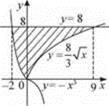 8
y = 8
y = 8/3 √x
-2
0
9
x
y = -x³